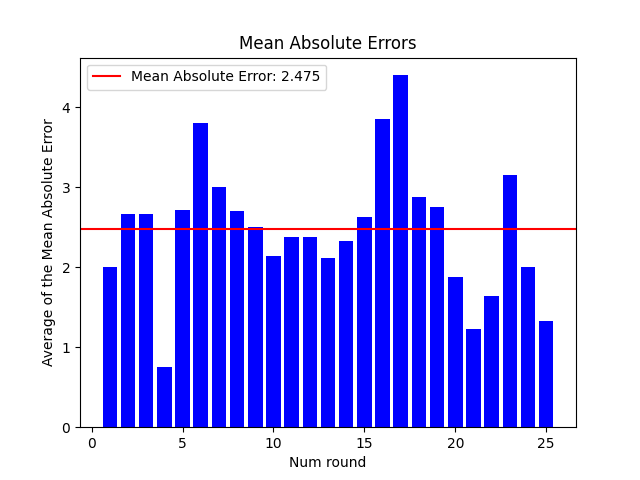 Mean Absolute Errors
Mean Absolute Error: 2.475
Average of the Mean Absolute Error
4
3
2
1
0
0 5 10 15 20 25
Num round